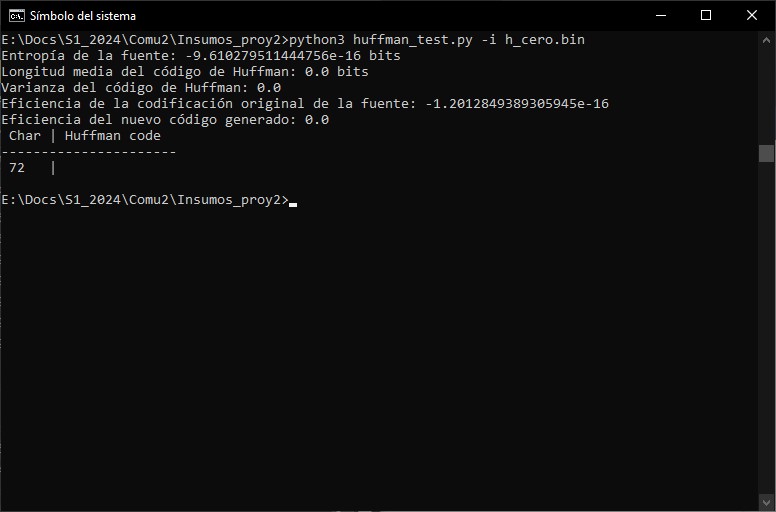 Símbolo del sistema
E:\Docs\S1_2024\Comu2\Insumos_proy2>python3 huffman_test.py -i h_cero.bin
Entropía de la fuente: -9.610279511444756e-16 bits
Longitud media del código de Huffman: 0.0 bits
Varianza del código de Huffman: 0.0
Eficiencia de la codificación original de la fuente: -1.2012849389305945e-16
Eficiencia del nuevo código generado: 0.0
 Char | Huffman code
----------------------
 72   |
E:\Docs\S1_2024\Comu2\Insumos_proy2>